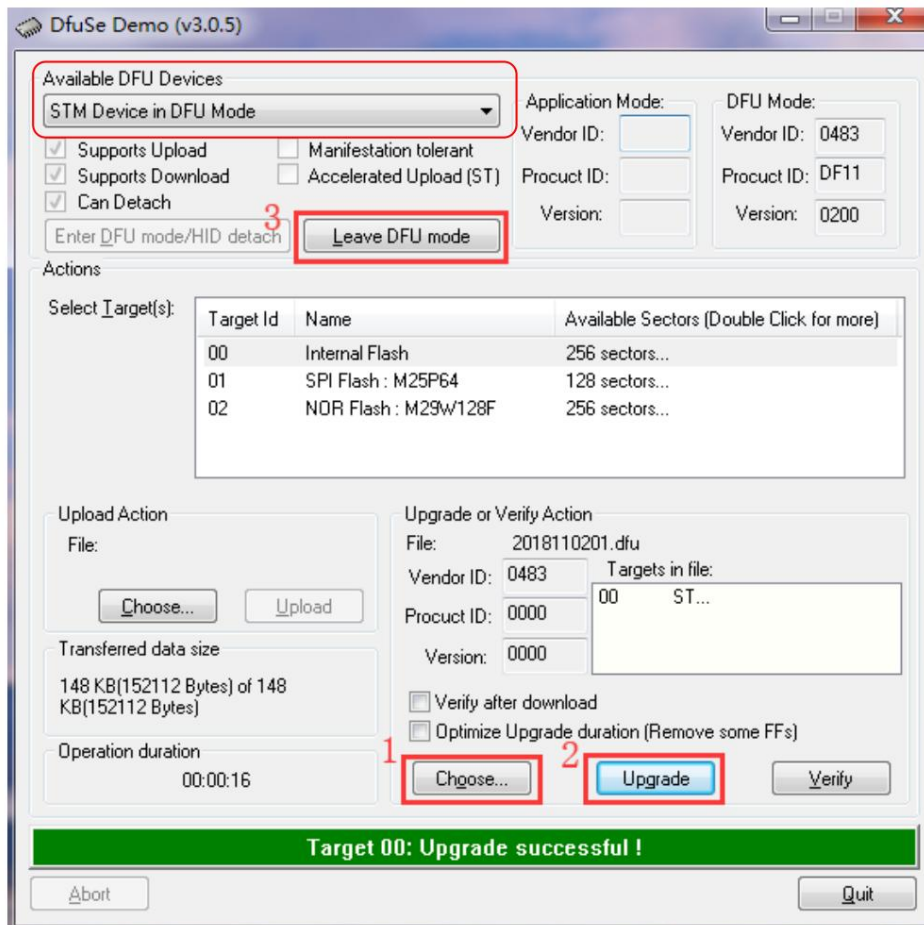 DfuSe Demo (v3.0.5)
Available DFU Devices
STM Device in DFU Mode
Supports Upload
Manifestation tolerant
Supports Download
Accelerated Upload (ST)
Can Detach
3
Enter DFU mode/HID detach
Leave DFU mode
Application Mode:
Vendor ID:
Procuct ID:
Version:
DFU Mode:
Vendor ID: 0483
Procuct ID: DF11
Version: 0200
Actions
Select Target(s):
Target Id Name Available Sectors (Double Click for more)
00 Internal Flash 256 sectors...
01 SPI Flash : M25P64 128 sectors...
02 NOR Flash : M29W128F 256 sectors...
Upload Action
File:
Choose... Upload
Transferred data size
148 KB(152112 Bytes) of 148
KB(152112 Bytes)
Operation duration
00:00:16
Upgrade or Verify Action
File: 2018110201.dfu
Vendor ID: 0483
Procuct ID: 0000
Version: 0000
Targets in file:
00 ST...
Verify after download
Optimize Upgrade duration (Remove some FFs)
1 Choose... 2 Upgrade Verify
Target 00: Upgrade successful !
Abort Quit